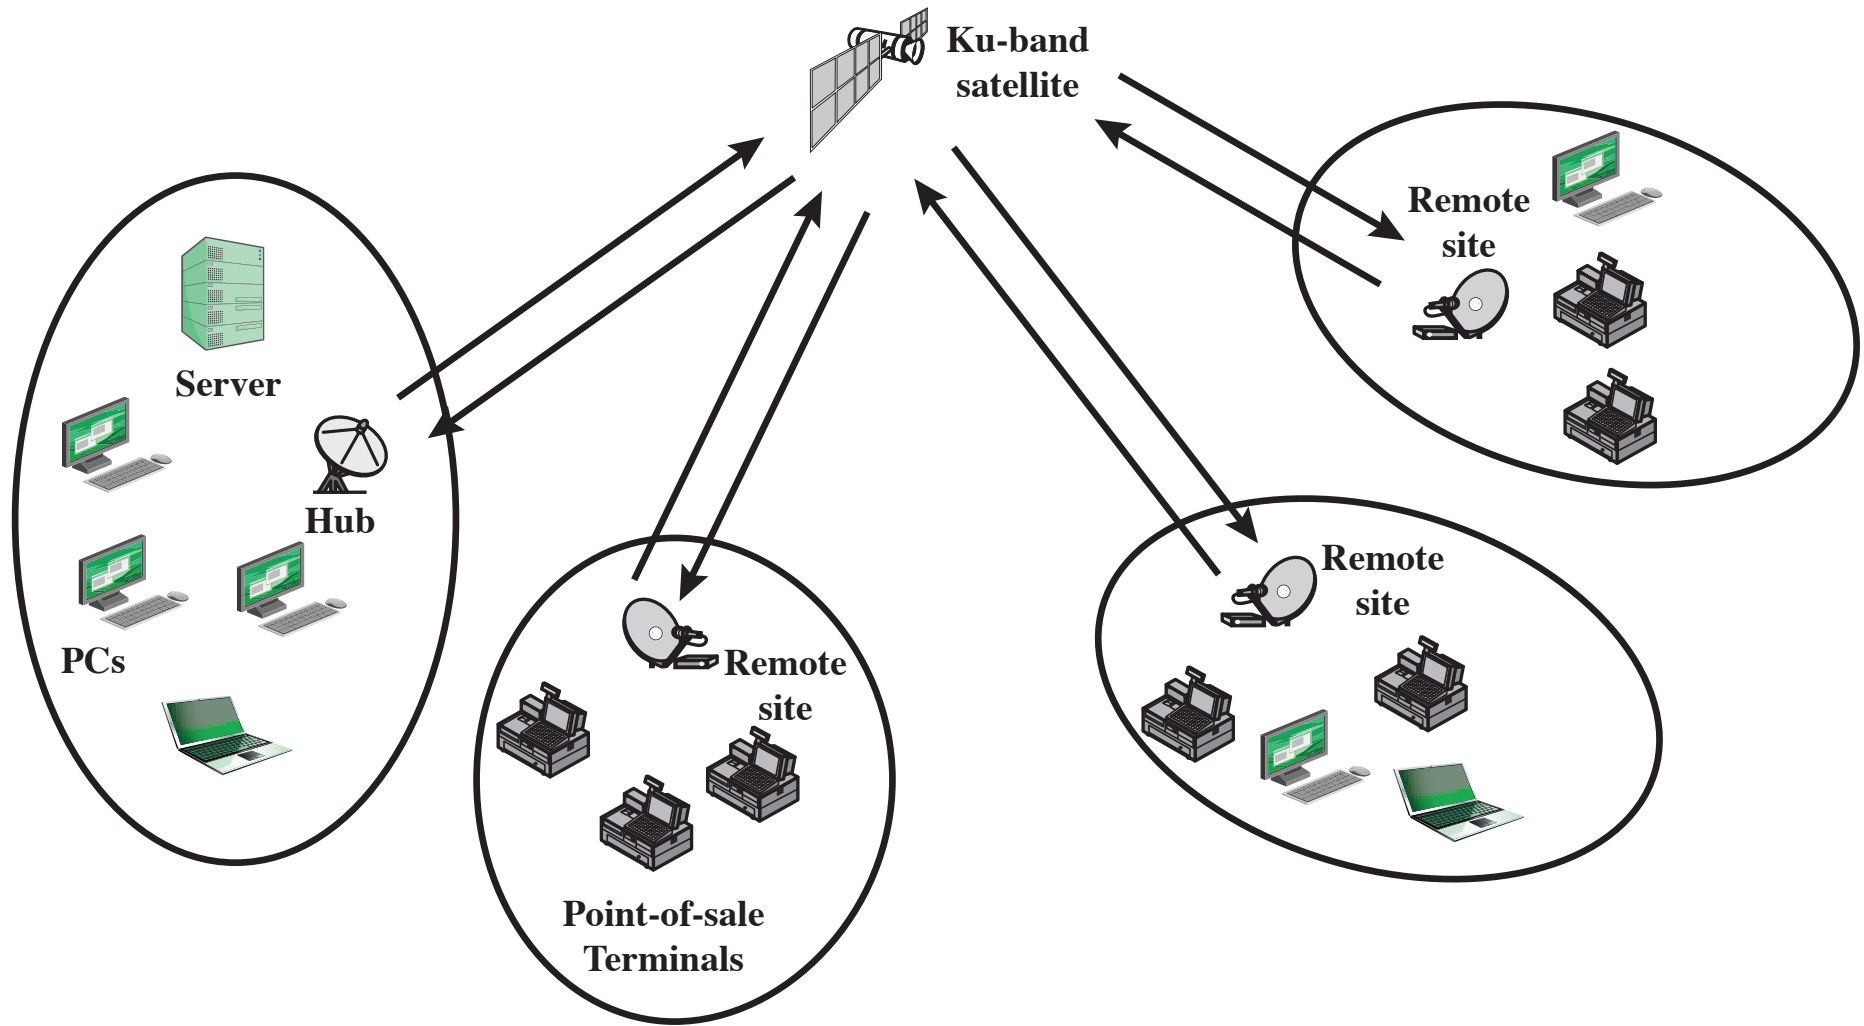 Ku-band
satellite
Remote
site
Server
Hub
Remote
site
PCs
Remote
site
Point-of-sale
Terminals